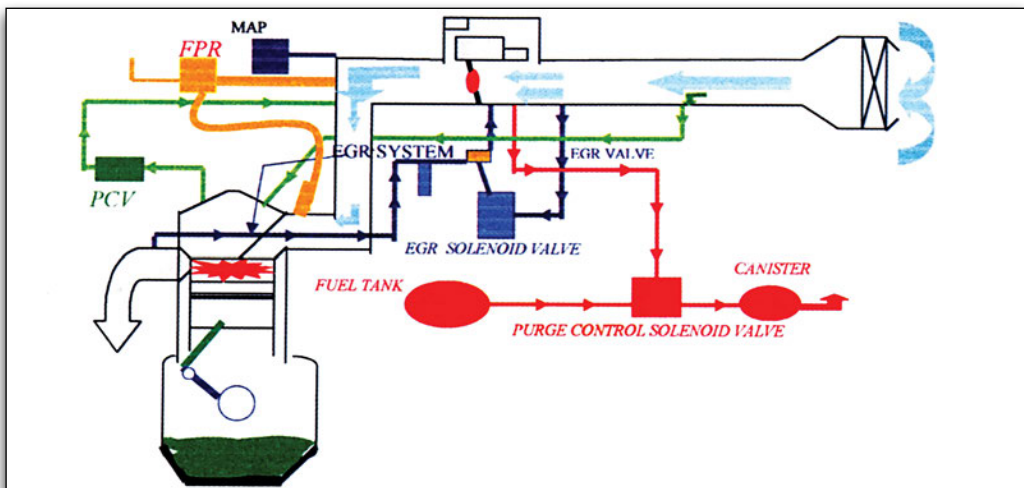 MAP
FPR
EGR SYSTEM
EGR VALVE
PCV
EGR SOLENOID VALVE
CANISTER
FUEL TANK
PURGE CONTROL SOLENOID VALVE